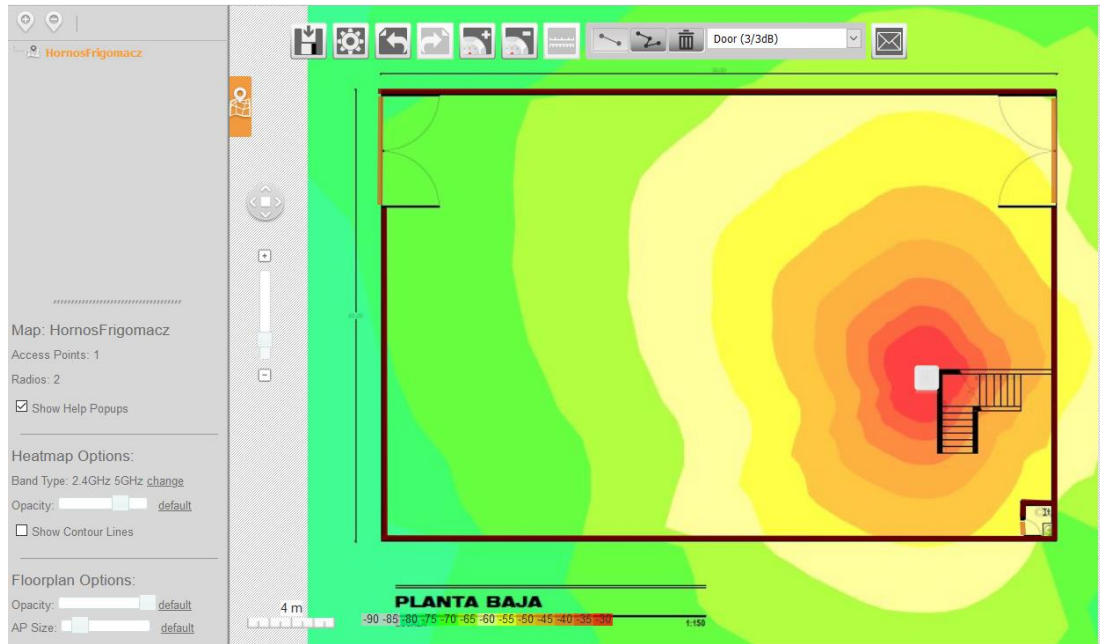 HornosFrigomacz
Door (3/3dB)
Map: HornosFrigomacz
Access Points: 1
Radios: 2
Show Help Popups
Heatmap Options:
Band Type: 2.4GHz 5GHz change
Opacity: default
Show Contour Lines
Floorplan Options:
Opacity: default
AP Size: default
4 m
PLANTA BAJA
-90 -85 -80 -75 -70 -65 -60 -55 -50 -45 -40 -35 -30
1:150